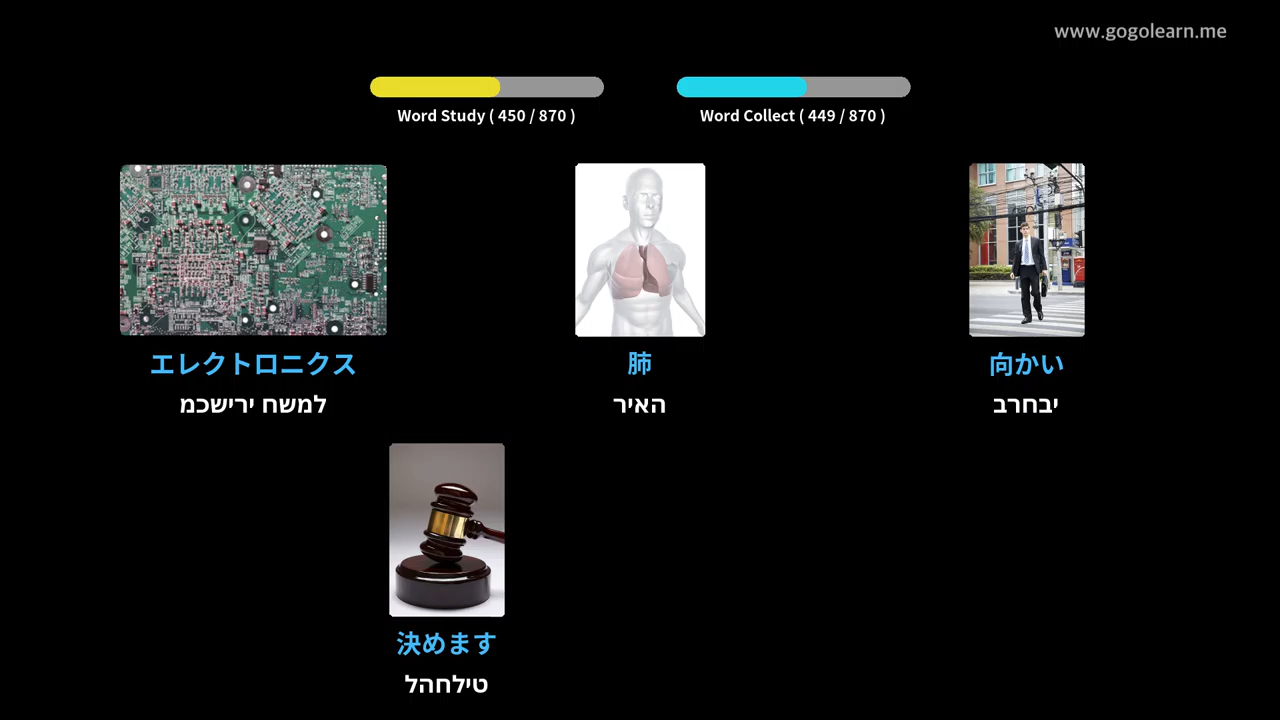 www.gogolearn.me
Word Study ( 450 / 870 )
Word Collect ( 449 / 870 )
エレクトロニクス
למשח ירישכמ
肺
האיר
向かい
יבחרב
決めます
טילחהל